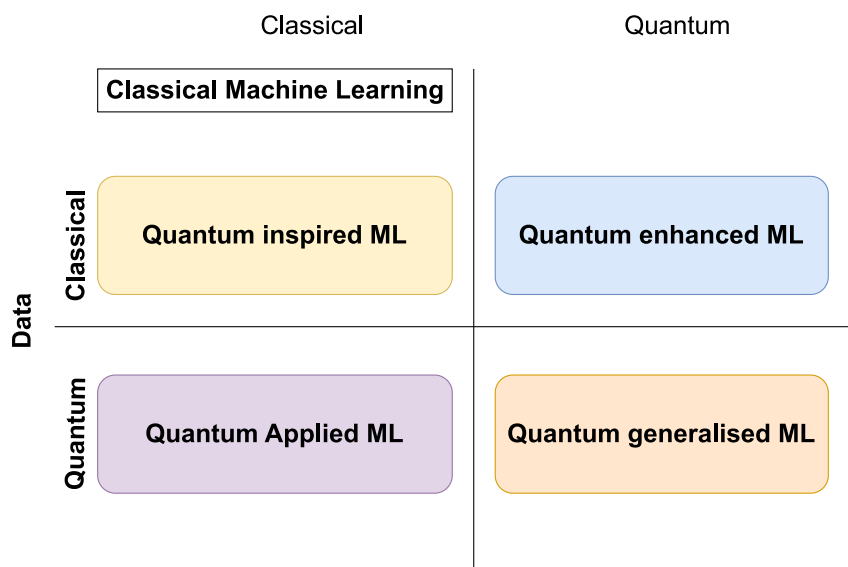 Classical
Quantum
Classical Machine Learning
Data
Classical
Quantum inspired ML
Quantum enhanced ML
Quantum
Quantum Applied ML
Quantum generalised ML